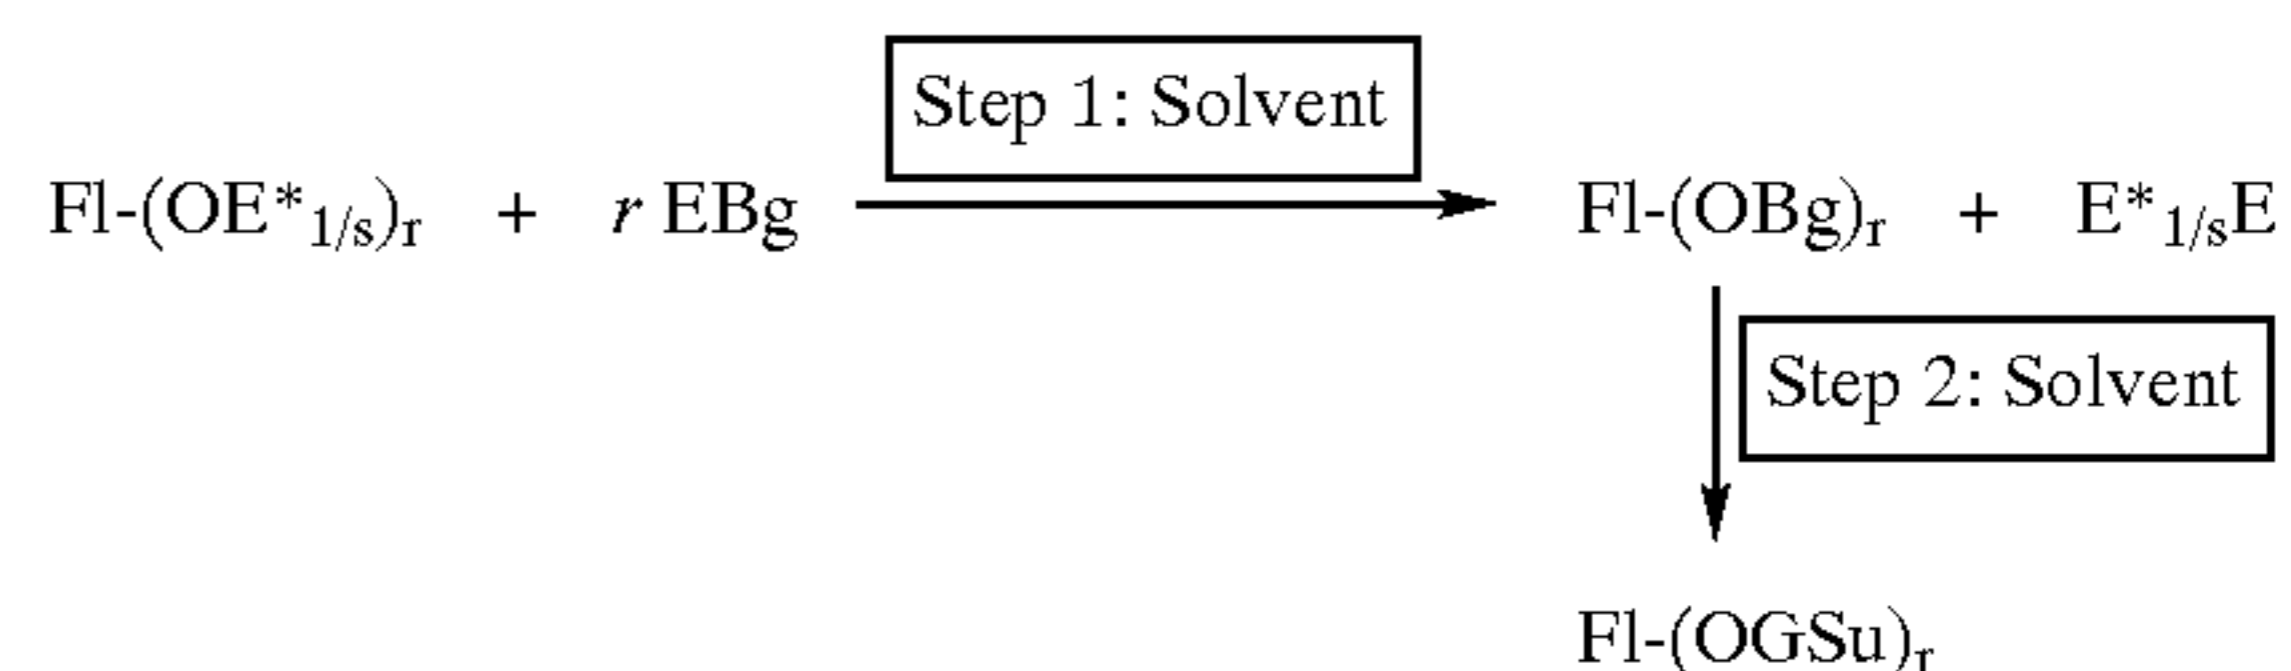 Step 1: Solvent
Fl-(OE*1/s)r + r EBg Fl-(OBg)r + E*1/sE
Step 2: Solvent
Fl-(OGSu)r